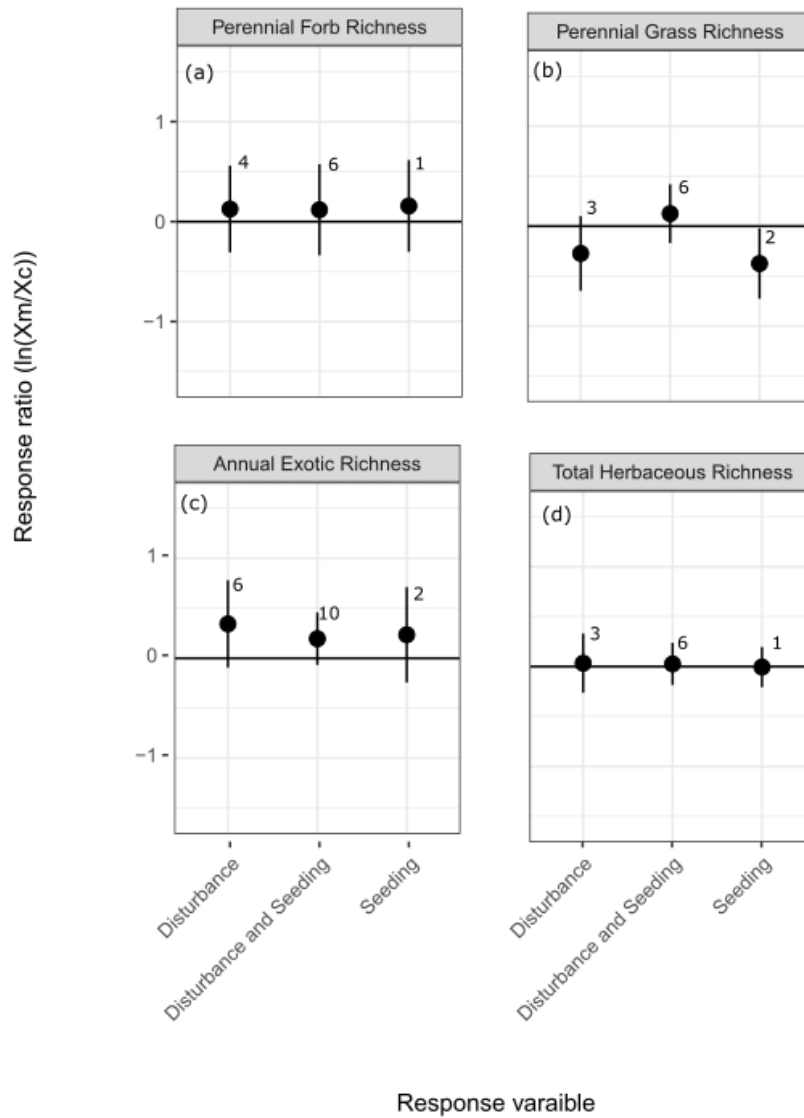 Perennial Forb Richness
Perennial Grass Richness
(a)
(b)
4
6
1
3
6
2
1
0
−1
Response ratio (ln(Xm/Xc))
Annual Exotic Richness
Total Herbaceous Richness
(c)
(d)
6
10
2
3
6
1
1
0
−1
Disturbance
Disturbance and Seeding
Seeding
Disturbance
Disturbance and Seeding
Seeding
Response varaible